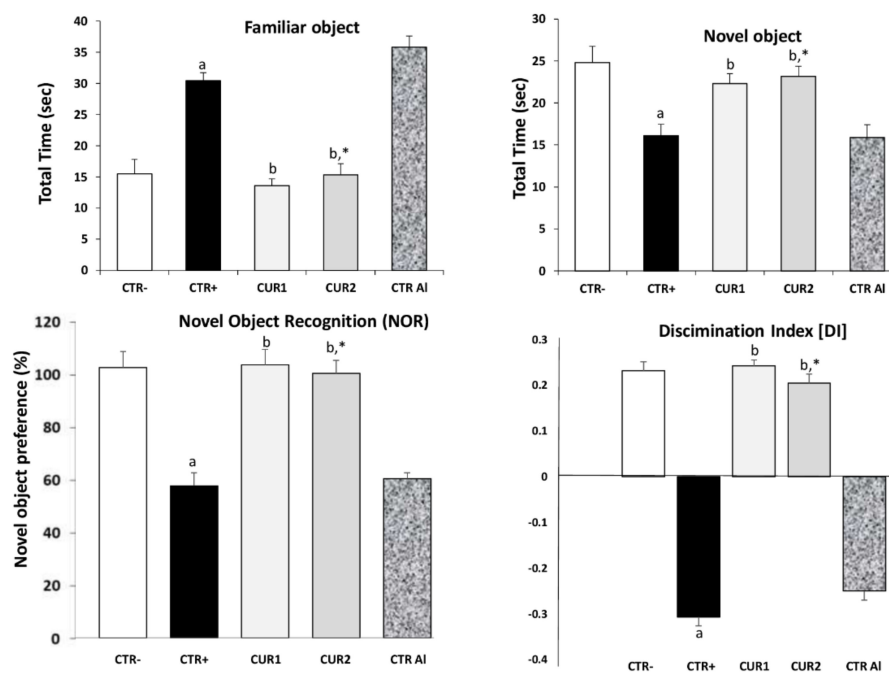 Familiar object
Total Time (sec)
40
35
30
25
20
15
10
5
0
a
b
b,*
CTR-
CTR+
CUR1
CUR2
CTR Al
Novel object
Total Time (sec)
30
25
20
15
10
5
0
a
b
b,*
CTR-
CTR+
CUR1
CUR2
CTR Al
Novel Object Recognition (NOR)
Novel object preference (%)
120
100
80
60
40
20
0
a
b
b,*
CTR-
CTR+
CUR1
CUR2
CTR Al
Discimination Index [DI]
0.3
0.2
0.1
0
-0.1
-0.2
-0.3
-0.4
b
b,*
a
CTR-
CTR+
CUR1
CUR2
CTR Al